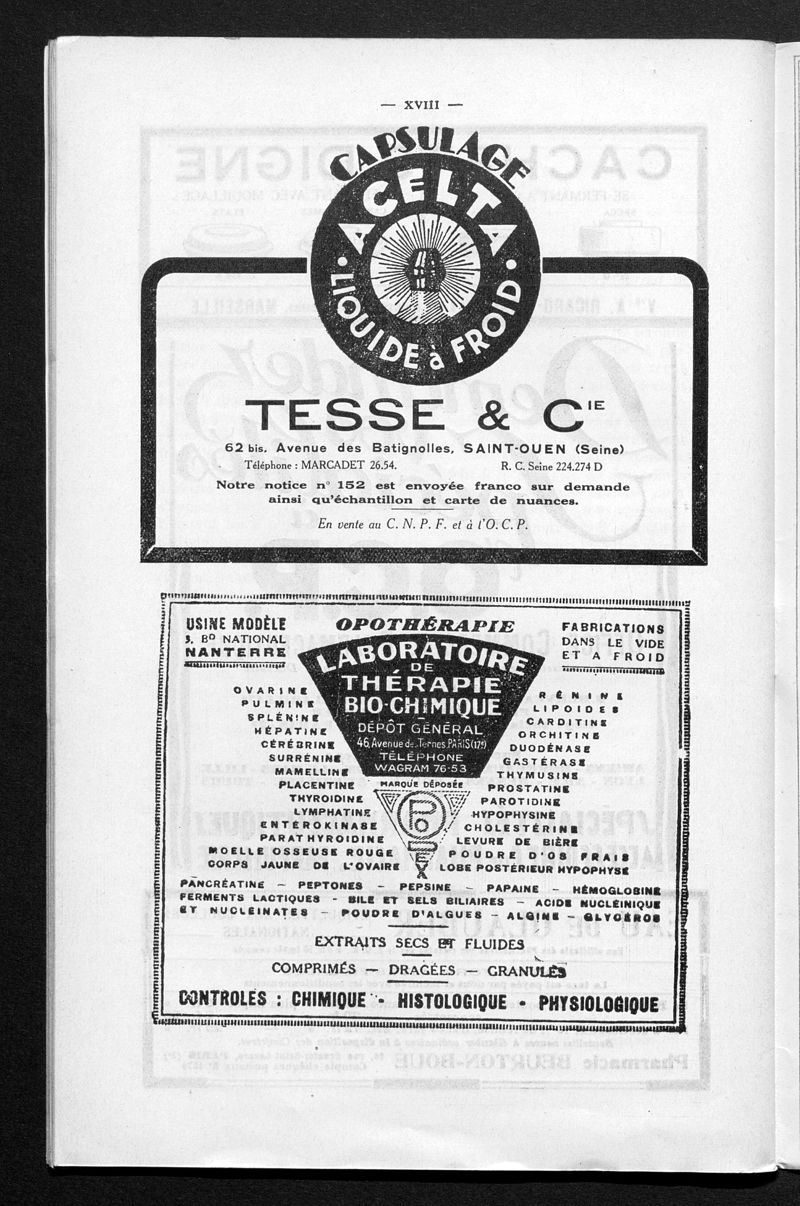 — XVIII —
CAPSULAGE
ACELTA
• LIQUIDE à FROID •
TESSE & CIE
62 bis, Avenue des Batignolles, SAINT-OUEN (Seine)
Téléphone : MARCADET 26.54. R. C. Seine 224.274 D
Notre notice n° 152 est envoyée franco sur demande
ainsi qu'échantillon et carte de nuances.
En vente au C. N. P. F. et à l'O. C. P.
USINE MODÈLE
BD NATIONAL
NANTERRE
OPOTHÉRAPIE
FABRICATIONS
DANS LE VIDE
ET A FROID
LABORATOIRE
DE
THÉRAPIE
BIO-CHIMIQUE
DÉPÔT GÉNÉRAL
46, Avenue de Ternes PARIS (17e)
TÉLÉPHONE
WAGRAM 76-53
MARQUE DÉPOSÉE
OVARINE
PULMINE
SPLÉNINE
HÉPATINE
CÉRÉBRINE
SURRÉNINE
MAMELLINE
PLACENTINE
THYROIDINE
LYMPHATINE
ENTÉROKINASE
PARATHYROIDINE
MOELLE OSSEUSE ROUGE
CORPS JAUNE DE L'OVAIRE
RÉNINE
LIPOIDES
CARDITINE
ORCHITINE
DUODÉNASE
GASTÉRASE
THYMUSINE
PROSTATINE
PAROTIDINE
HYPOPHYSINE
CHOLESTÉRINE
LEVURE DE BIÈRE
POUDRE D'OS FRAIS
LOBE POSTÉRIEUR HYPOPHYSE
PANCRÉATINE — PEPTONES — PEPSINE — PAPAINE — HÉMOGLOBINE
FERMENTS LACTIQUES - BILE ET SELS BILIAIRES — ACIDE NUCLÉINIQUE
ET NUCLÉINATES — POUDRE D'ALGUES — ALGINE — GLYCÉROS
EXTRAITS SECS ET FLUIDES
COMPRIMÉS — DRAGÉES — GRANULÉS
CONTROLES : CHIMIQUE - HISTOLOGIQUE - PHYSIOLOGIQUE